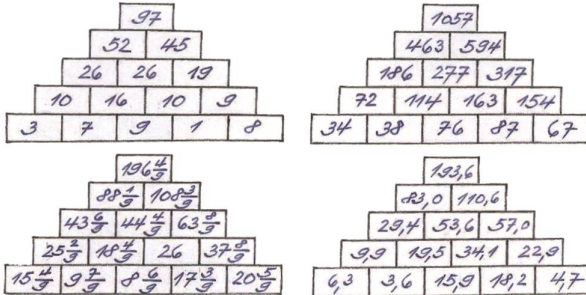 97
52 45
26 26 19
10 16 10 9
3 7 9 1 8
1057
463 594
186 277 317
72 114 163 154
34 38 76 87 67
196 4/9
88 1/9 108 3/9
43 6/9 44 4/9 63 8/9
25 2/9 18 4/9 26 37 8/9
15 4/9 9 7/9 8 6/9 17 3/9 20 5/9
193,6
83,0 110,6
29,4 53,6 57,0
9,9 19,5 34,1 22,9
6,3 3,6 15,9 18,2 4,7